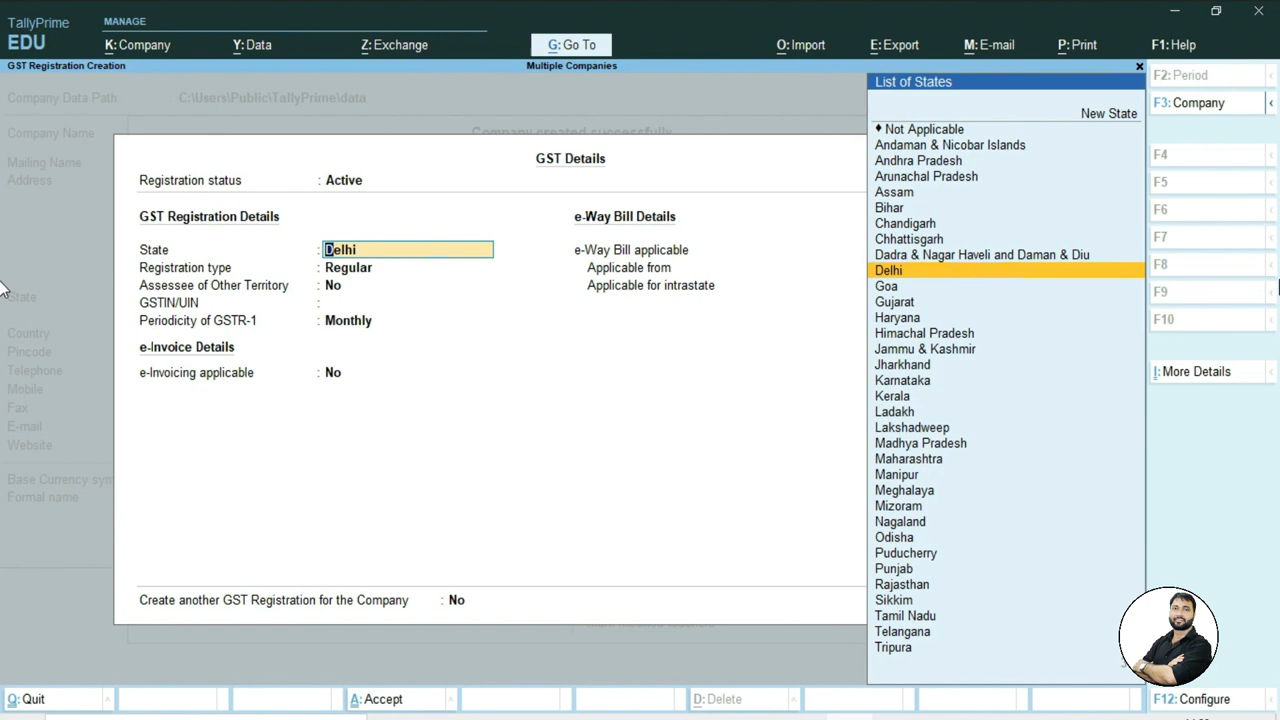 TallyPrime
EDU
MANAGE
K:Company
Y:Data
Z:Exchange
G: Go To
O:Import
E:Export
M:E-mail
P:Print
F1:Help
GST Registration Creation
Multiple Companies
Company Data Path
C:\Users\Public\TallyPrime\data
Company Name
Company created successfully
Mailing Name
Address
State
Country
Pincode
Telephone
Mobile
Fax
E-mail
Website
Base Currency sym
Formal name
GST Details
Registration status : Active
GST Registration Details
State : Delhi
Registration type : Regular
Assessee of Other Territory : No
GSTIN/UIN :
Periodicity of GSTR-1 : Monthly
e-Invoice Details
e-Invoicing applicable : No
e-Way Bill Details
e-Way Bill applicable
Applicable from
Applicable for intrastate
Create another GST Registration for the Company : No
List of States
New State
♦ Not Applicable
Andaman & Nicobar Islands
Andhra Pradesh
Arunachal Pradesh
Assam
Bihar
Chandigarh
Chhattisgarh
Dadra & Nagar Haveli and Daman & Diu
Delhi
Goa
Gujarat
Haryana
Himachal Pradesh
Jammu & Kashmir
Jharkhand
Karnataka
Kerala
Ladakh
Lakshadweep
Madhya Pradesh
Maharashtra
Manipur
Meghalaya
Mizoram
Nagaland
Odisha
Puducherry
Punjab
Rajasthan
Sikkim
Tamil Nadu
Telangana
Tripura
F2: Period
F3: Company
F4
F5
F6
F7
F8
F9
F10
I: More Details
Q: Quit
A: Accept
D: Delete
F12: Configure